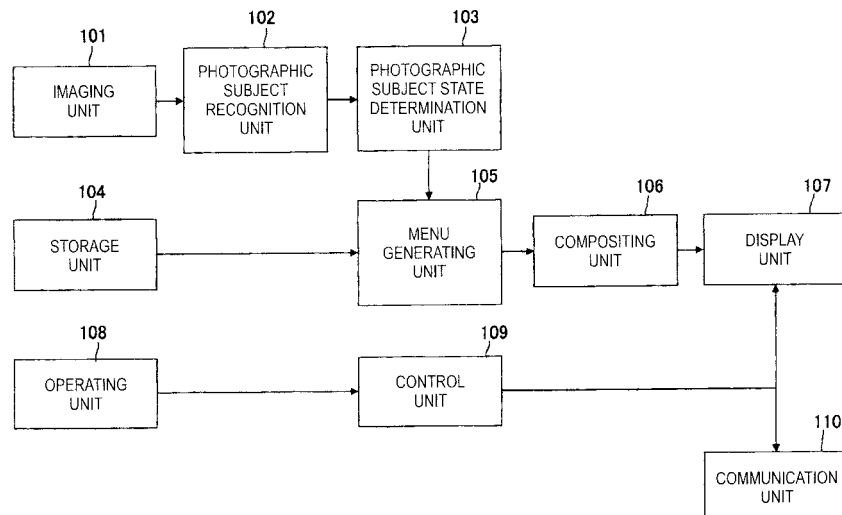 101
IMAGING
UNIT
102
PHOTOGRAPHIC
SUBJECT
RECOGNITION
UNIT
103
PHOTOGRAPHIC
SUBJECT STATE
DETERMINATION
UNIT
104
STORAGE
UNIT
105
MENU
GENERATING
UNIT
106
COMPOSITING
UNIT
107
DISPLAY
UNIT
108
OPERATING
UNIT
109
CONTROL
UNIT
110
COMMUNICATION
UNIT